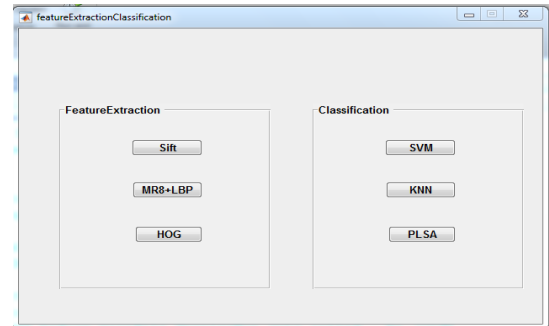 featureExtractionClassification
FeatureExtraction
Sift
MR8+LBP
HOG
Classification
SVM
KNN
PLSA